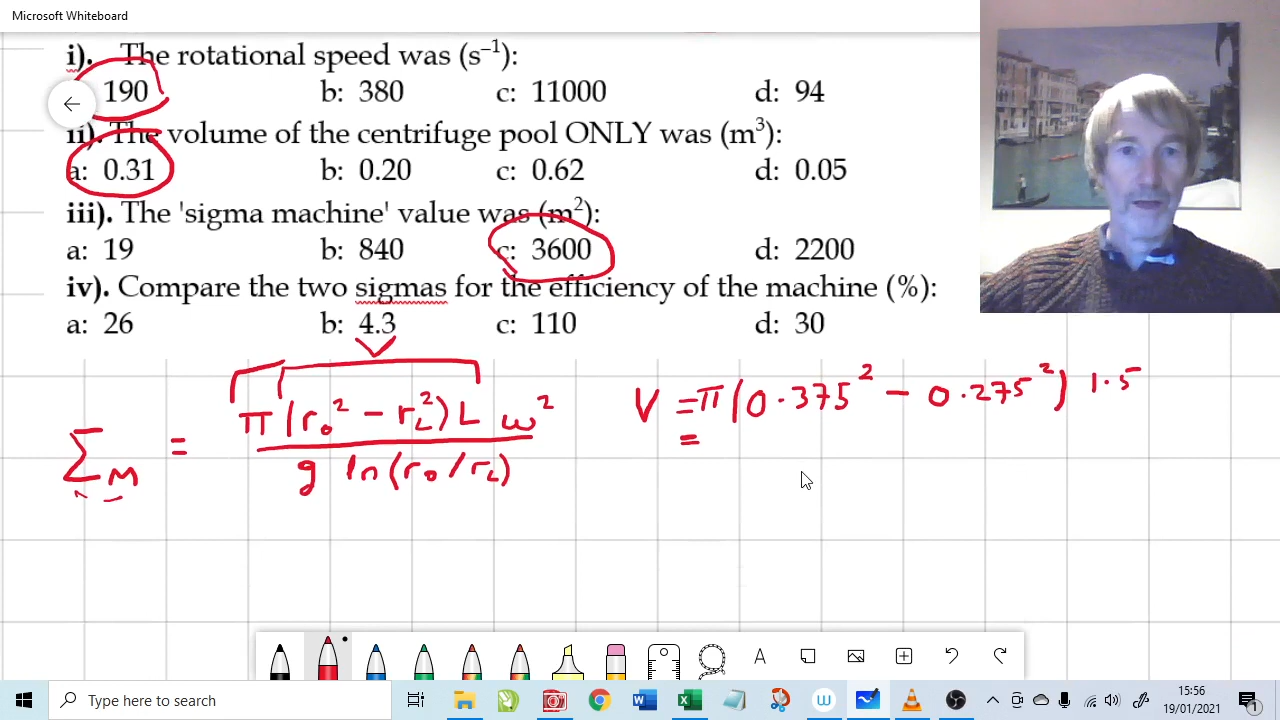 Microsoft Whiteboard
i). The rotational speed was (s⁻¹):
190 b: 380 c: 11000 d: 94
ii). The volume of the centrifuge pool ONLY was (m³):
a: 0.31 b: 0.20 c: 0.62 d: 0.05
iii). The 'sigma machine' value was (m²):
a: 19 b: 840 c: 3600 d: 2200
iv). Compare the two sigmas for the efficiency of the machine (%):
a: 26 b: 4.3 c: 110 d: 30
Σ_M = π(r₀² − r_L²)L ω² / g ln(r₀/r_L)
V = π(0.375² − 0.275²) 1.5
=
A
Type here to search
15:56
19/01/2021
1